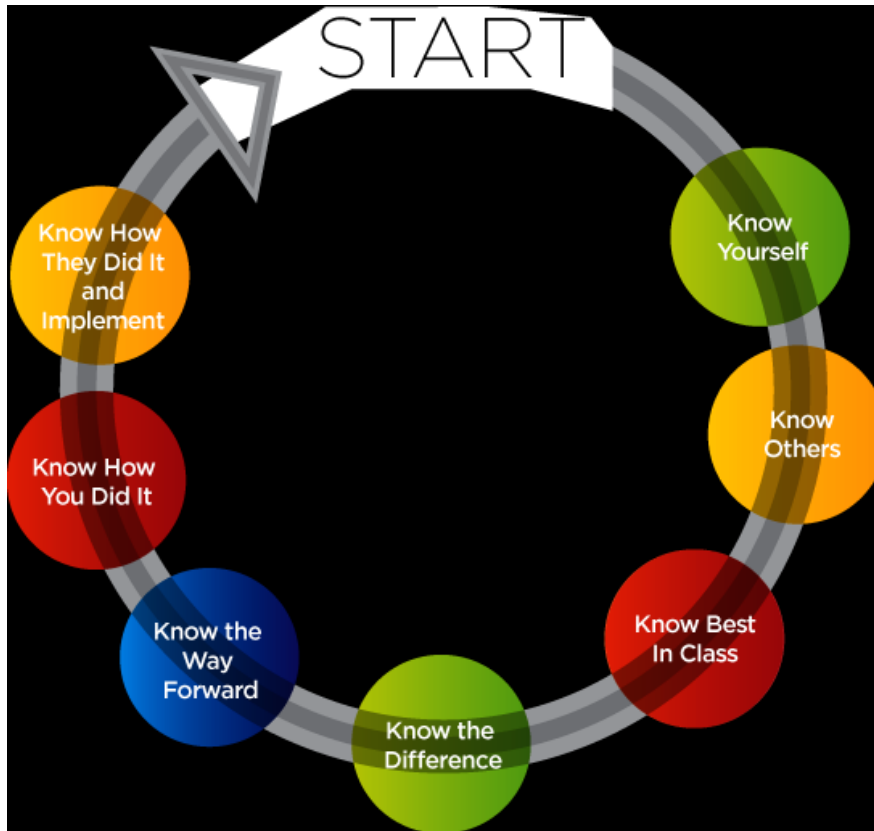 START
Know
Yourself
Know
Others
Know Best
In Class
Know the
Difference
Know the
Way
Forward
Know How
You Did It
Know How
They Did It
and
Implement